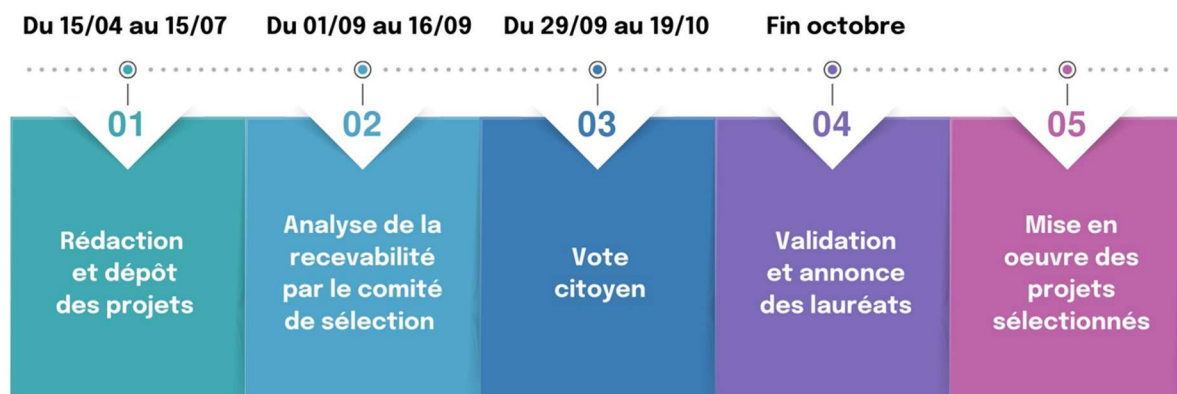 Du 15/04 au 15/07
Du 01/09 au 16/09
Du 29/09 au 19/10
Fin octobre
01
Rédaction
et dépôt
des projets
02
Analyse de la
recevabilité
par le comité
de sélection
03
Vote
citoyen
04
Validation
et annonce
des lauréats
05
Mise en
oeuvre des
projets
sélectionnés